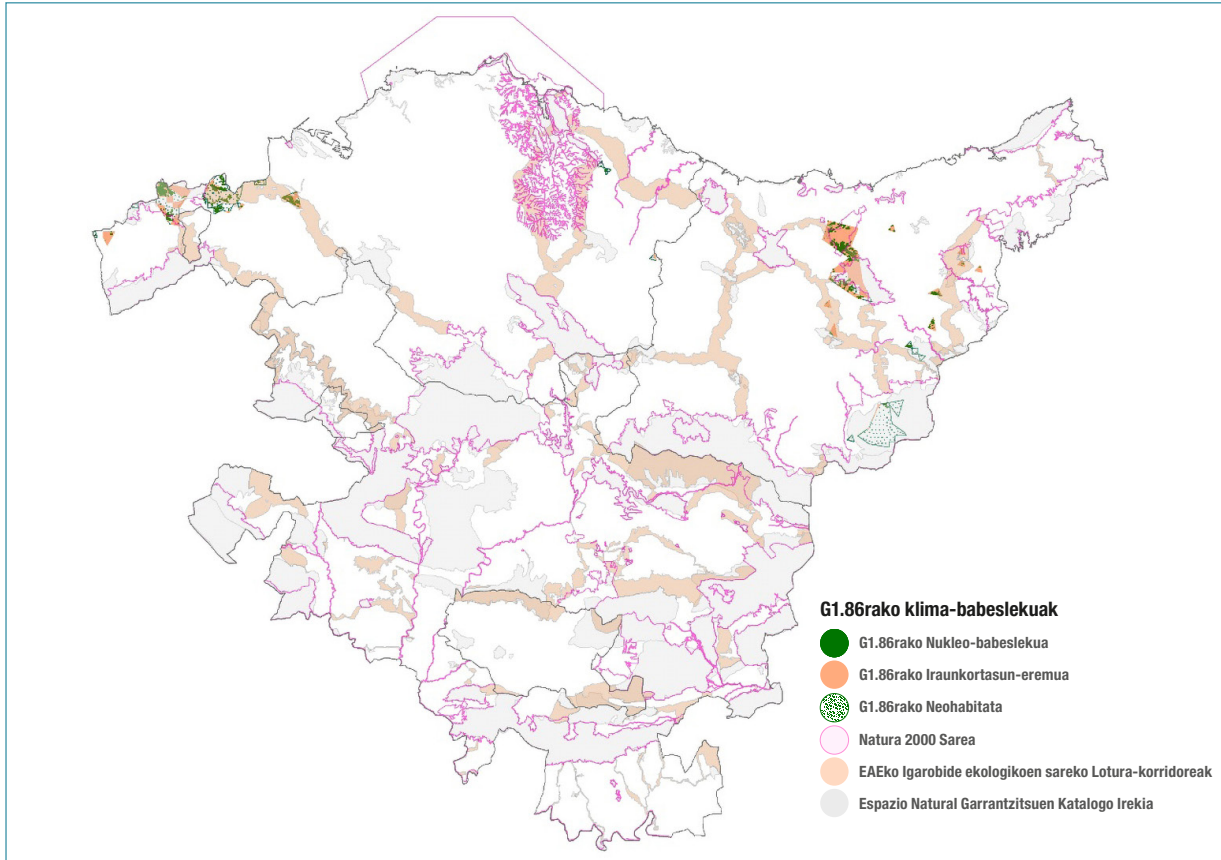 G1.86rako klima-babeslekuak
G1.86rako Nukleo-babeslekua
G1.86rako Iraunkortasun-eremua
G1.86rako Neohabitata
Natura 2000 Sarea
EAEko Igarobide ekologikoen sareko Lotura-korridoreak
Espazio Natural Garrantzitsuen Katalogo Irekia